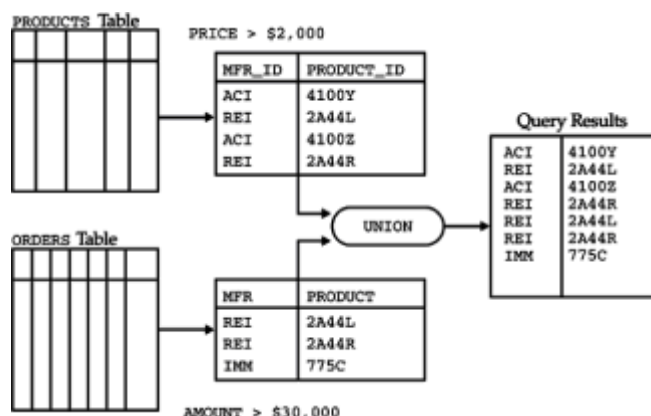 PRODUCTS Table
PRICE > $2,000
MFR_ID PRODUCT_ID
ACI 4100Y
REI 2A44L
ACI 4100Z
REI 2A44R
Query Results
ACI 4100Y
REI 2A44L
ACI 4100Z
REI 2A44R
REI 2A44L
REI 2A44R
IMM 775C
UNION
ORDERS Table
MFR PRODUCT
REI 2A44L
REI 2A44R
IMM 775C
AMOUNT > $30,000